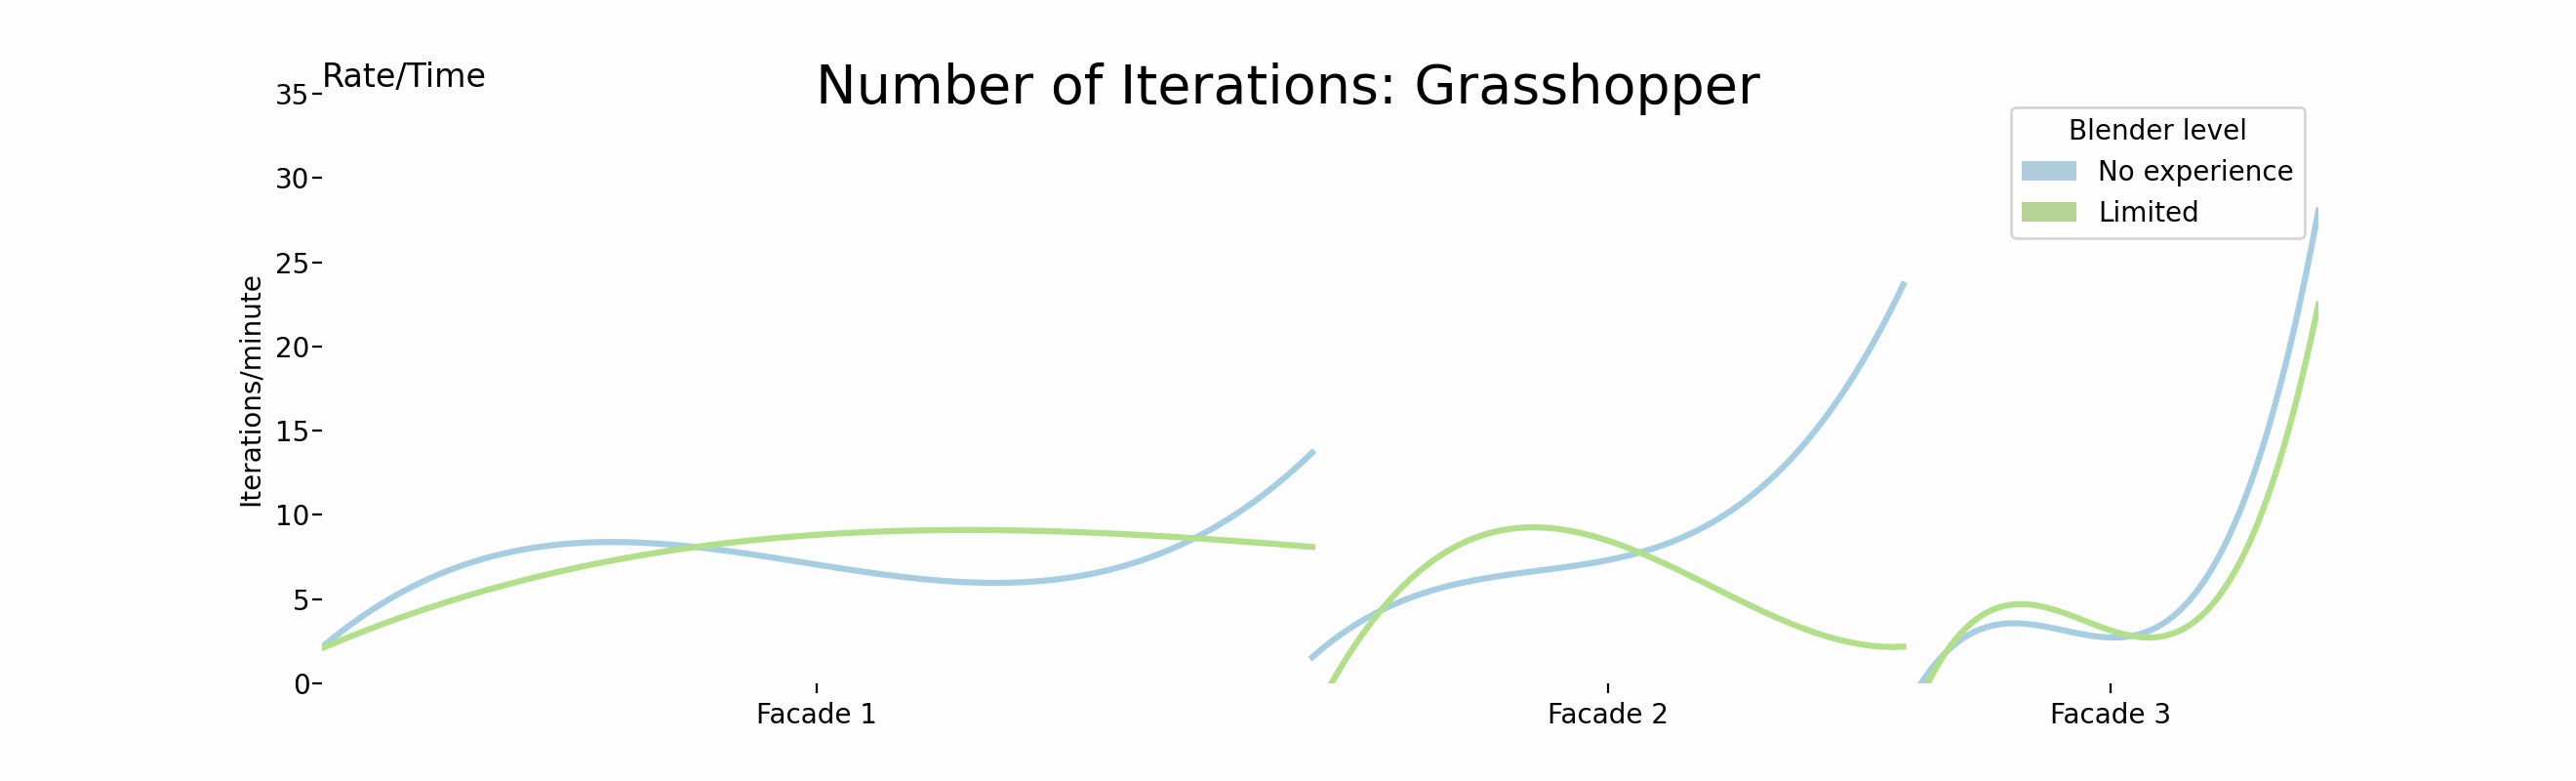 Rate/Time
Number of Iterations: Grasshopper
35
30
25
20
15
10
5
0
Iterations/minute
Blender level
No experience
Limited
Facade 1
Facade 2
Facade 3